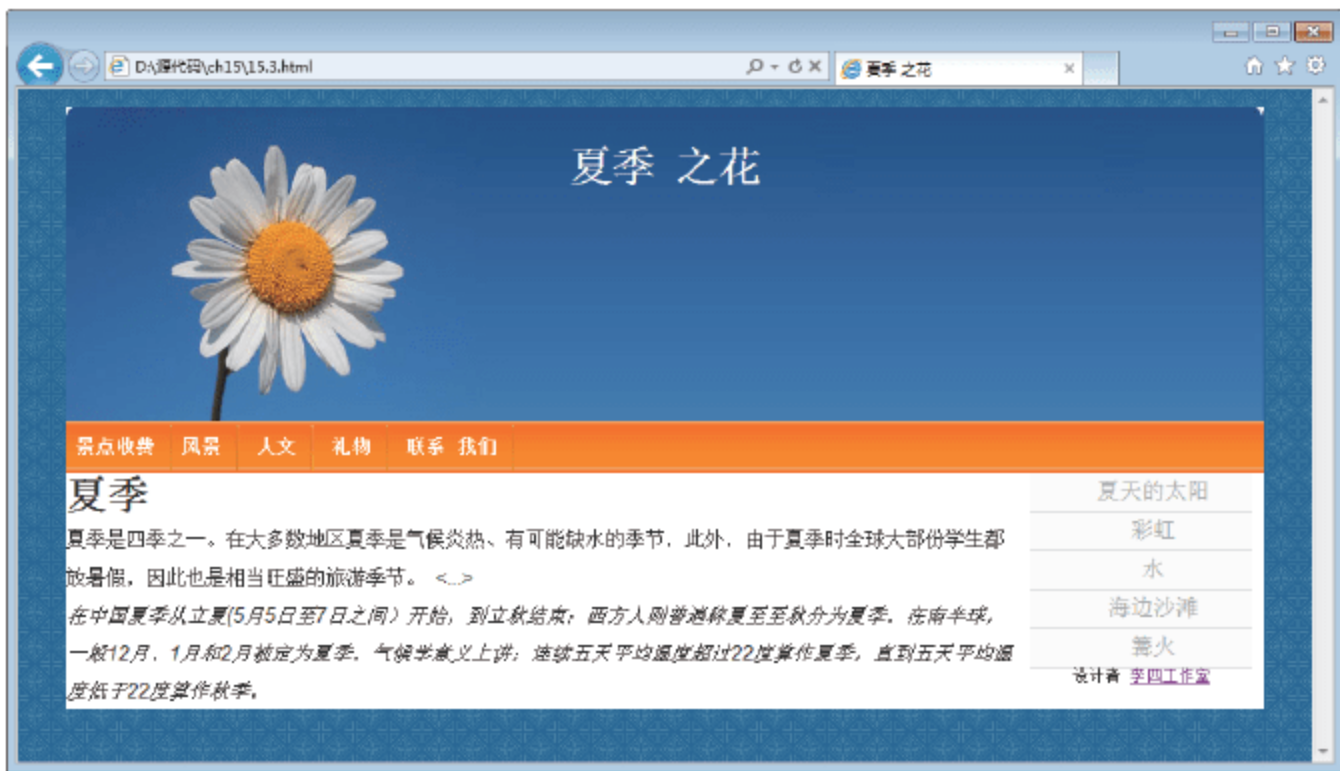 D:\源代码\ch15\15.3.html
夏季 之花
夏季 之花
景点收费 风景 人文 礼物 联系 我们
夏季
夏季是四季之一。在大多数地区夏季是气候炎热、有可能缺水的季节，此外，由于夏季时全球大部份学生都
放暑假，因此也是相当旺盛的旅游季节。 <...>
在中国夏季从立夏(5月5日至7日之间）开始，到立秋结束；西方人则普遍称夏至至秋分为夏季。在南半球，
一般12月、1月和2月被定为夏季。气候学意义上讲：连续五天平均温度超过22度算作夏季，直到五天平均温
度低于22度算作秋季。
夏天的太阳
彩虹
水
海边沙滩
篝火
设计者 李四工作室